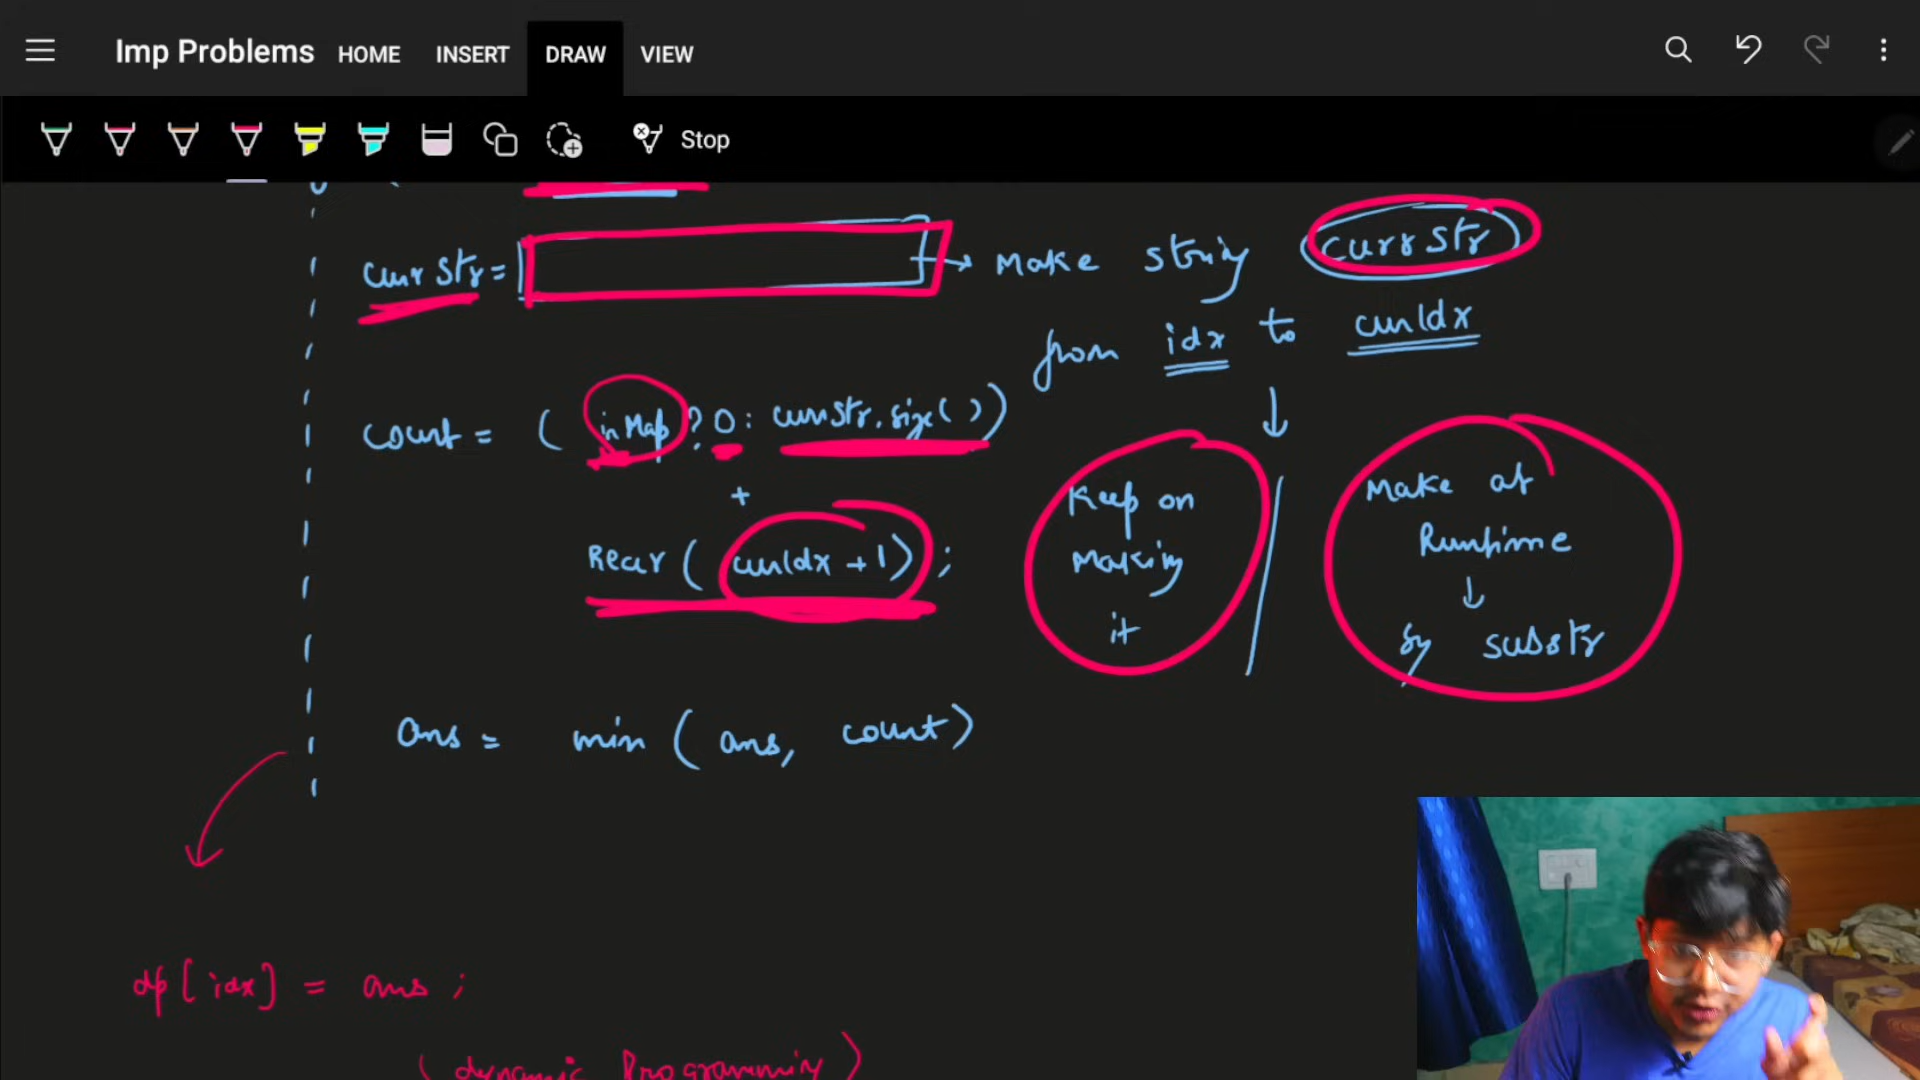 Imp Problems HOME INSERT DRAW VIEW
Stop
currStr = → Make string currStr
from idx to currIdx
count = ( inMap ? 0 : currStr.size( ) )
+
Recur ( currIdx + 1 ) ;
Keep on
Making
it
Make at
Runtime
↓
by substr
ans = min ( ans, count )
dp [ idx ] = ans ;
( dynamic Programming )